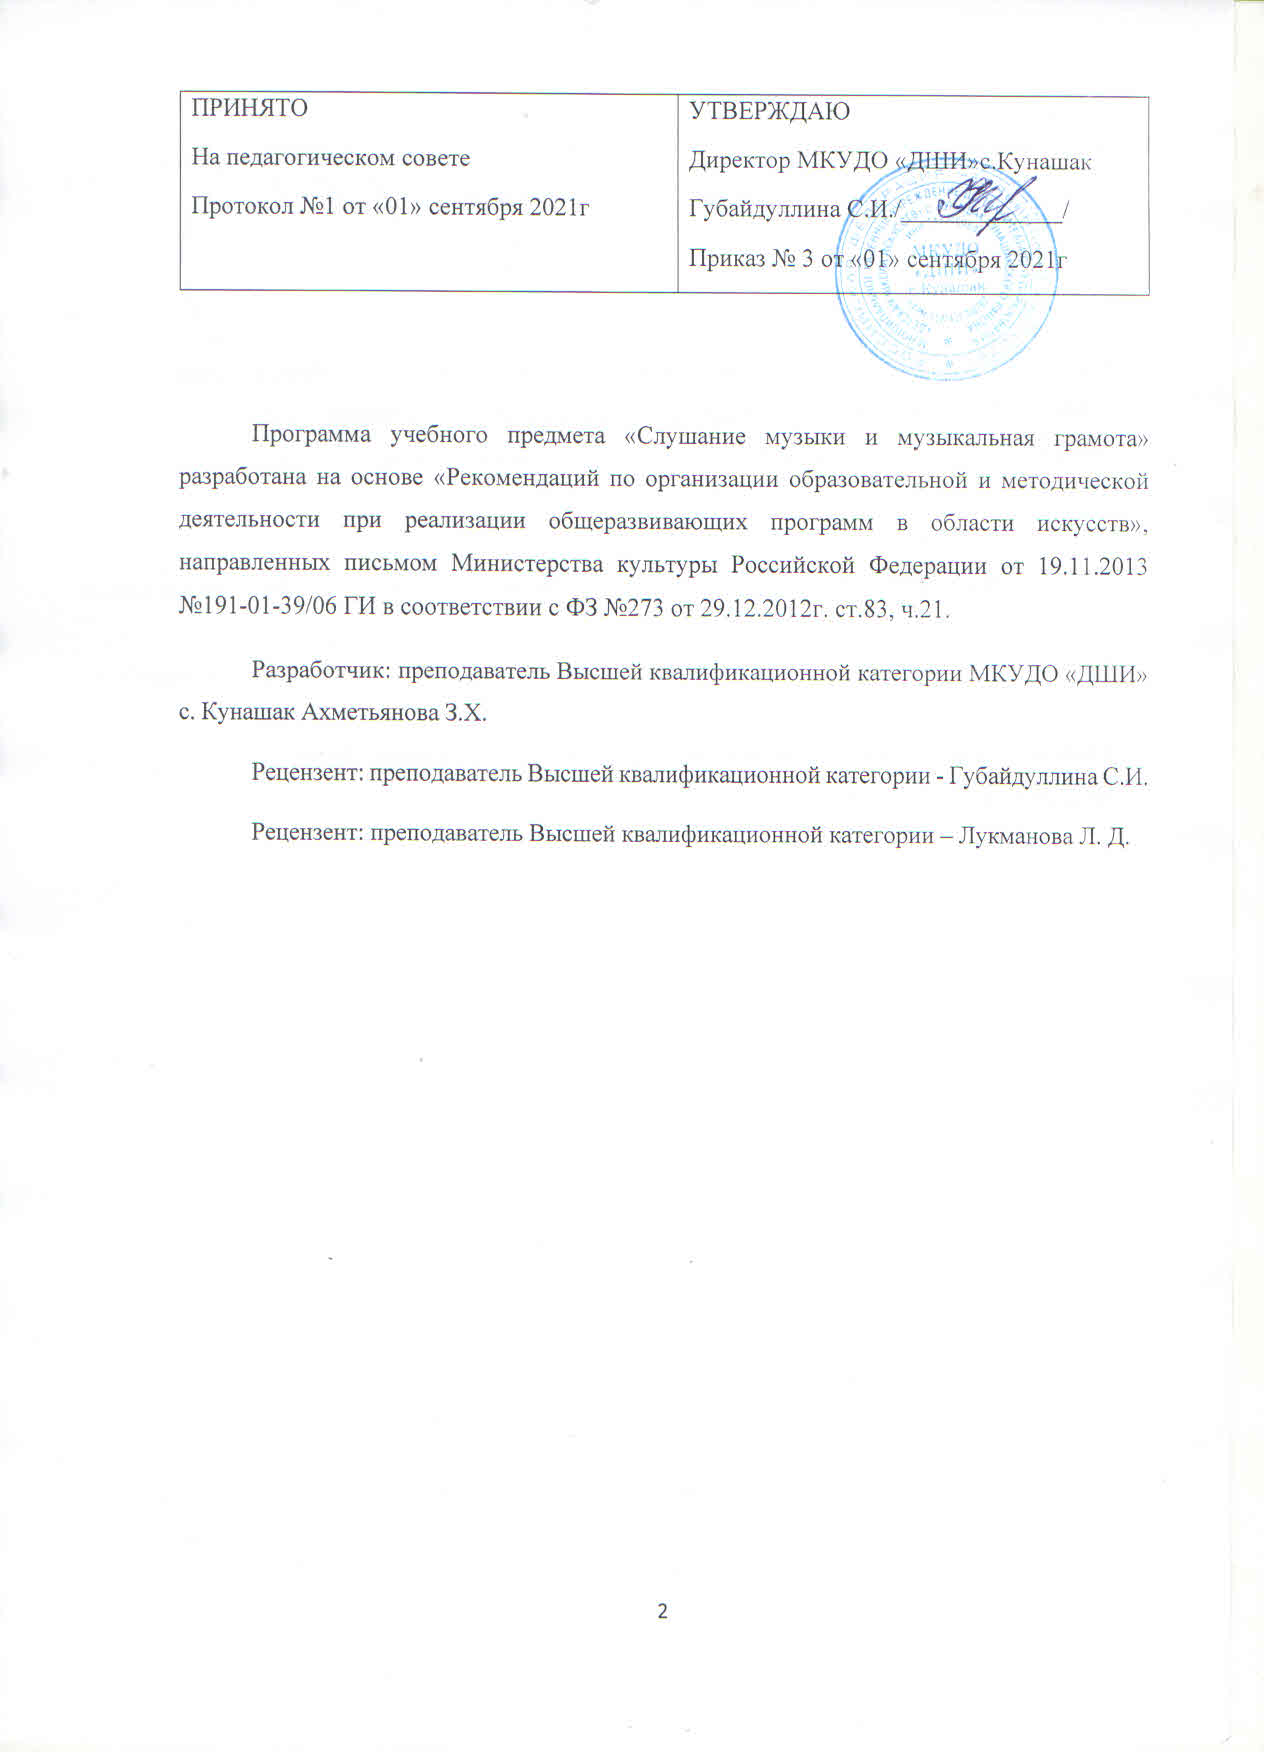 ПРИНЯТО
На педагогическом совете
Протокол №1 от «01» сентября 2021г
УТВЕРЖДАЮ
Директор МКУДО «ДШИ»с.Кунашак
Губайдуллина С.И./____________/
Приказ № 3 от «01» сентября 2021г
МКУДО
«ДШИ»
с.Кунашак
Программа учебного предмета «Слушание музыки и музыкальная грамота»
разработана на основе «Рекомендаций по организации образовательной и методической
деятельности при реализации общеразвивающих программ в области искусств»,
направленных письмом Министерства культуры Российской Федерации от 19.11.2013
№191-01-39/06 ГИ в соответствии с ФЗ №273 от 29.12.2012г. ст.83, ч.21.
Разработчик: преподаватель Высшей квалификационной категории МКУДО «ДШИ»
с. Кунашак Ахметьянова З.Х.
Рецензент: преподаватель Высшей квалификационной категории - Губайдуллина С.И.
Рецензент: преподаватель Высшей квалификационной категории – Лукманова Л. Д.
2